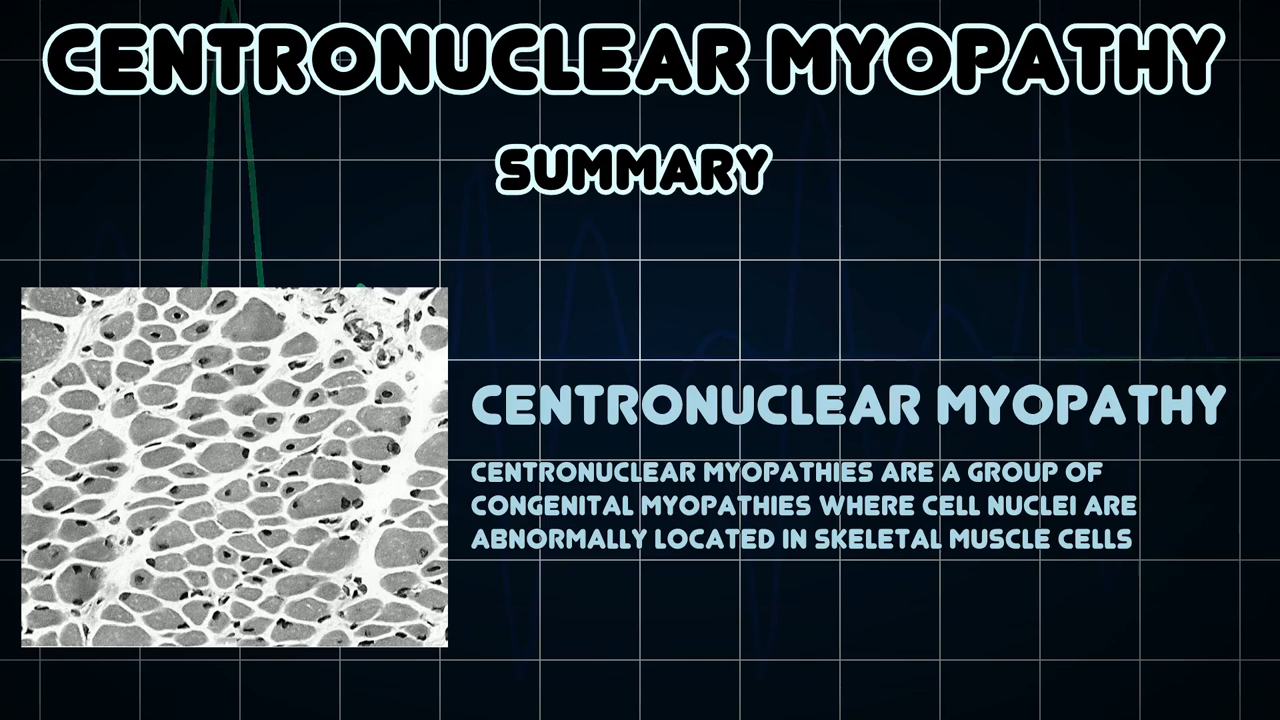 CENTRONUCLEAR MYOPATHY
SUMMARY
CENTRONUCLEAR MYOPATHY
CENTRONUCLEAR MYOPATHIES ARE A GROUP OF
CONGENITAL MYOPATHIES WHERE CELL NUCLEI ARE
ABNORMALLY LOCATED IN SKELETAL MUSCLE CELLS